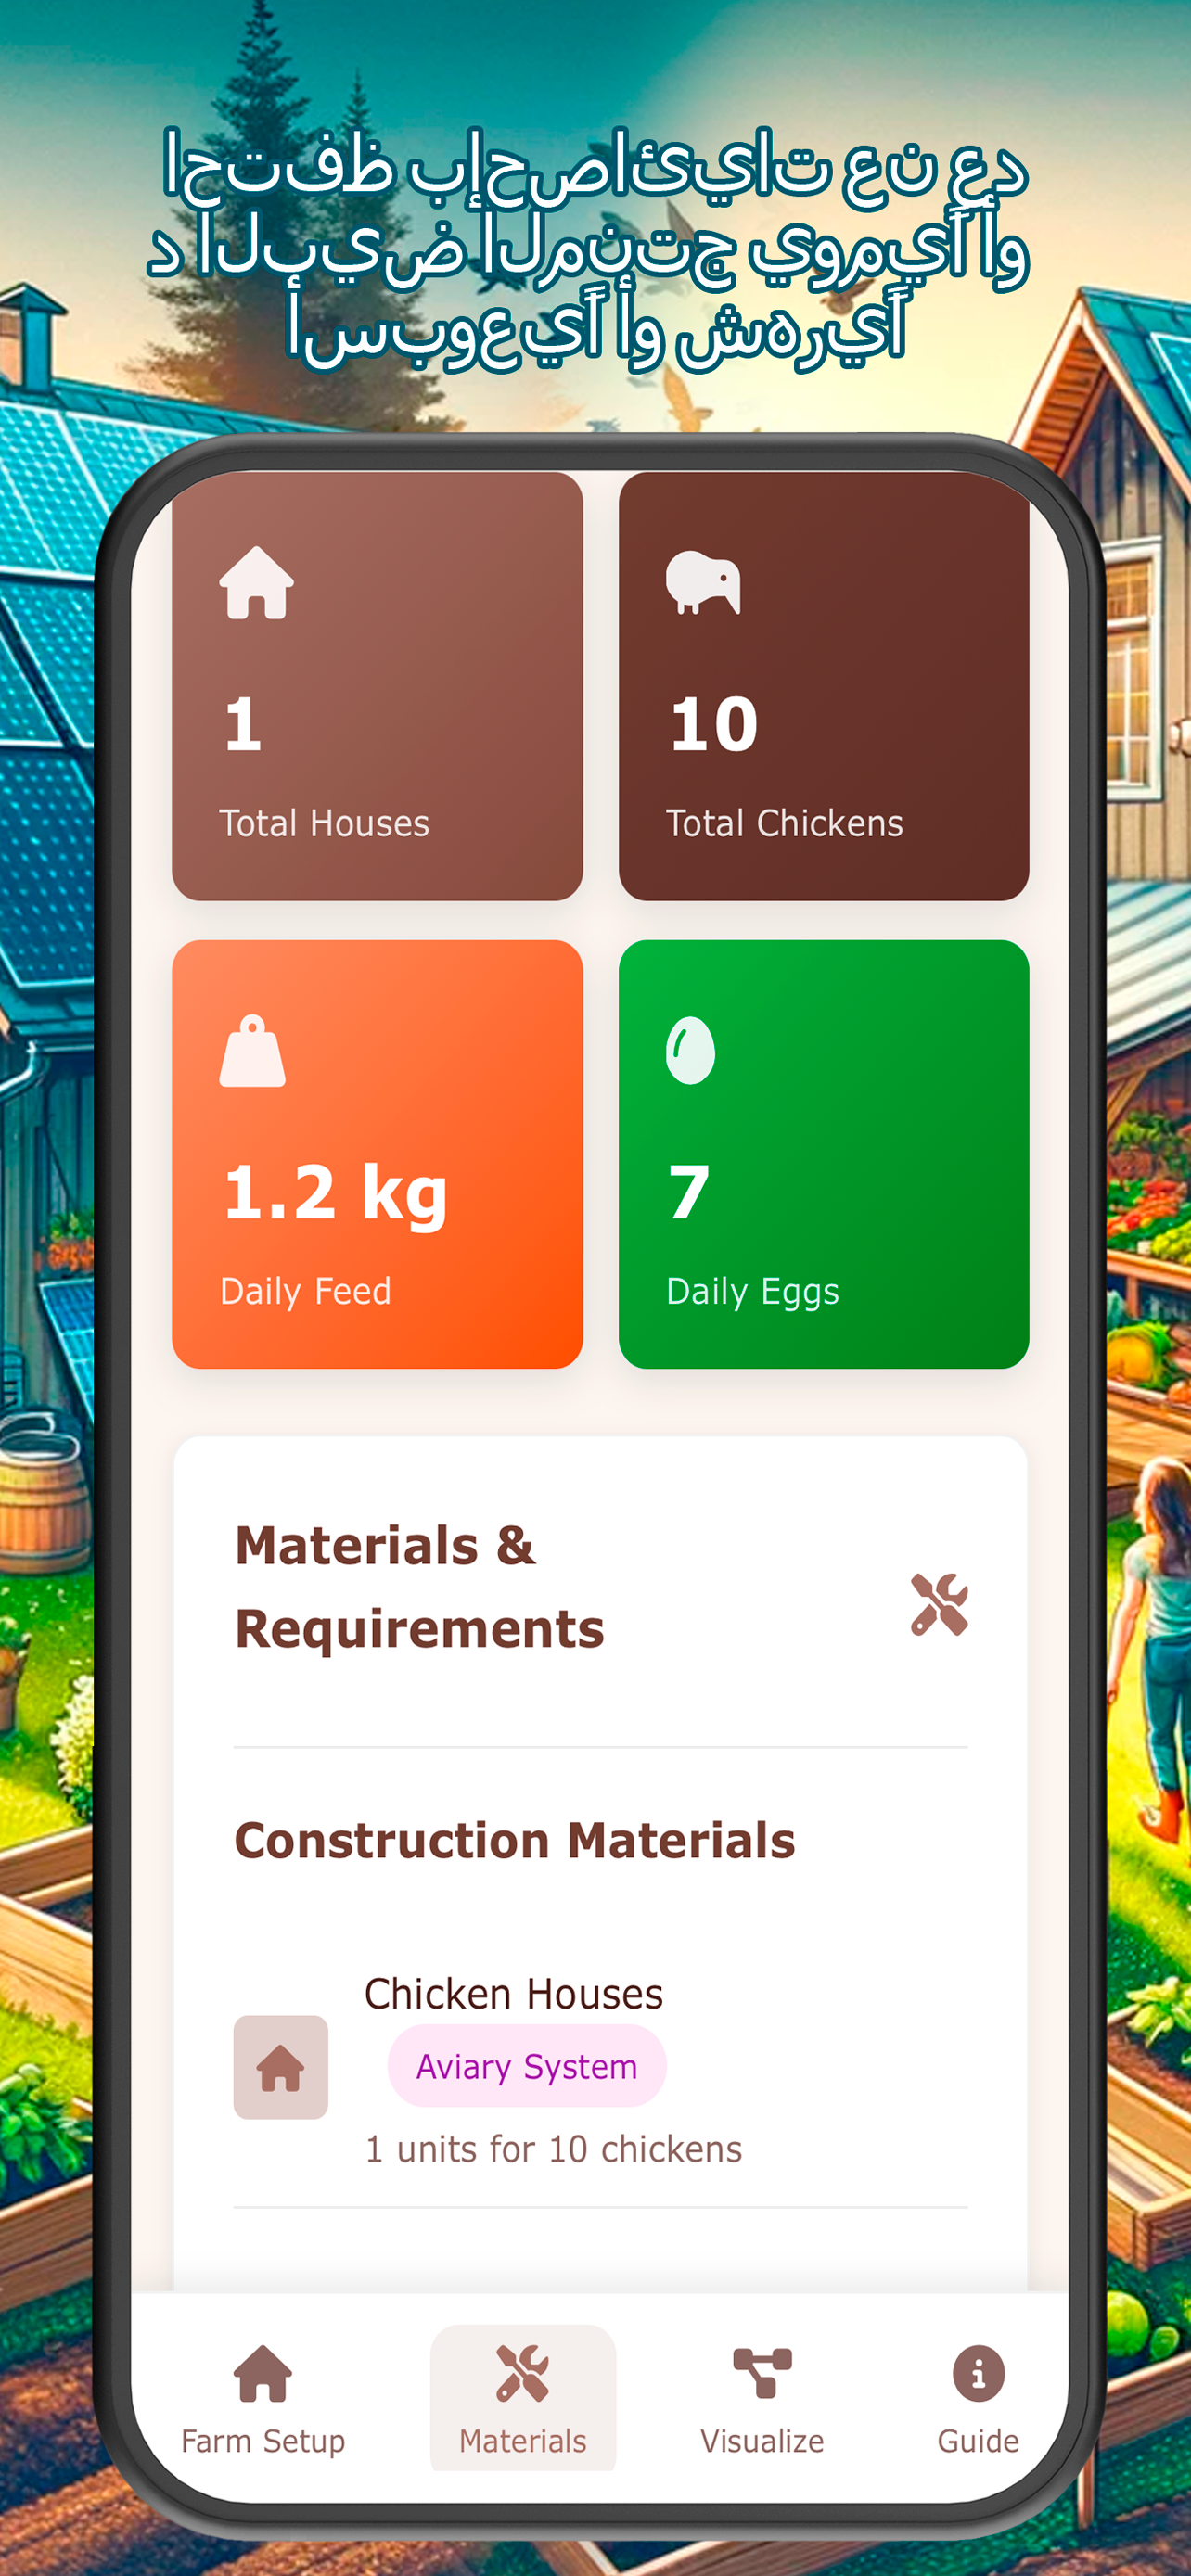 احتفظ بإحصائيات عن عد
د البيض المنتج يومياً أو
أسبوعياً أو شهرياً
1
Total Houses
10
Total Chickens
1.2 kg
Daily Feed
7
Daily Eggs
Materials &
Requirements
Construction Materials
Chicken Houses
Aviary System
1 units for 10 chickens
Farm Setup
Materials
Visualize
Guide